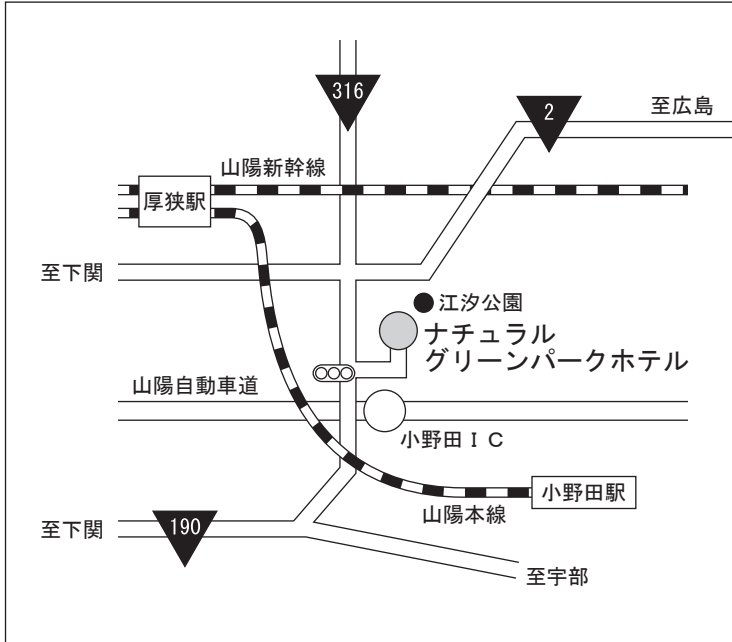 316
2
至広島
山陽新幹線
厚狭駅
至下関
江汐公園
ナチュラル
グリーンパークホテル
山陽自動車道
小野田ＩＣ
小野田駅
山陽本線
190
至下関
至宇部